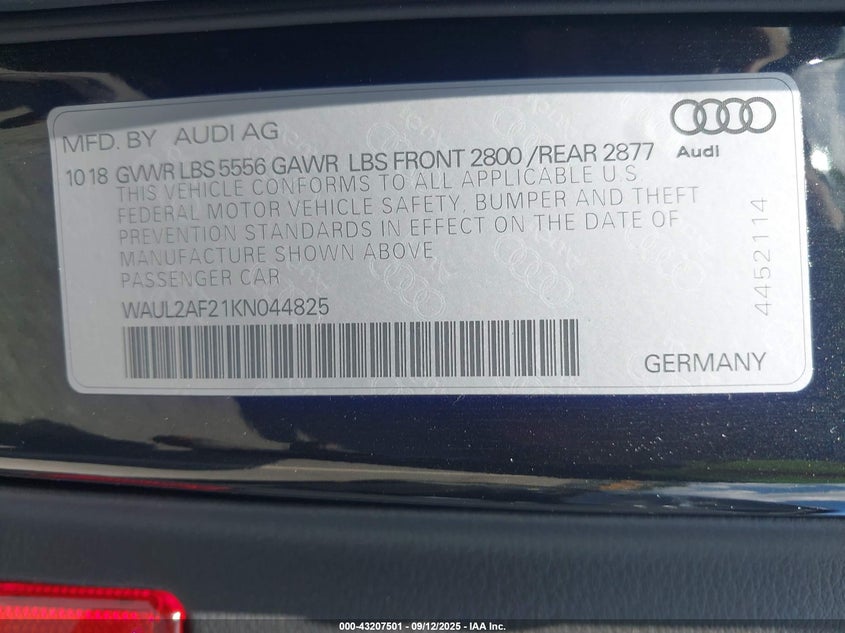 MFD. BY AUDI AG
Audi
10 18 GVWR LBS 5556 GAWR LBS FRONT 2800 /REAR 2877
THIS VEHICLE CONFORMS TO ALL APPLICABLE U.S.
FEDERAL MOTOR VEHICLE SAFETY, BUMPER AND THEFT
PREVENTION STANDARDS IN EFFECT ON THE DATE OF
MANUFACTURE SHOWN ABOVE
PASSENGER CAR
WAUL2AF21KN044825
4452114
GERMANY
000-43207501 - 09/12/2025 - IAA Inc.